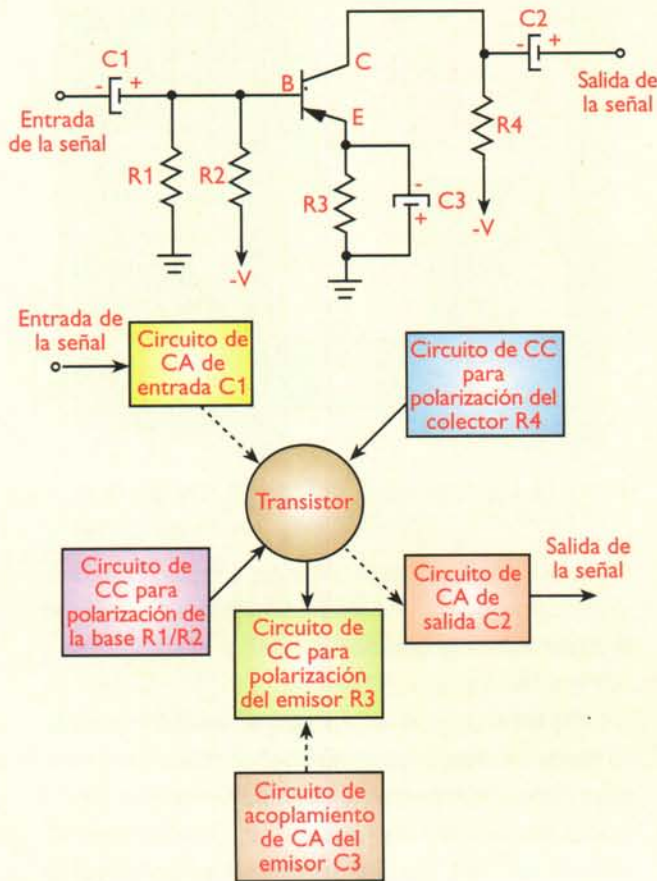 C1
- +
Entrada
de la señal
R1
R2
-V
B
C
E
R3
-
C3
+
C2
- +
R4
-V
Salida de
la señal
Entrada de
la señal
Circuito de
CA de
entrada C1
Circuito de CC
para
polarización del
colector R4
Transistor
Circuito de
CC para
polarización de
la base R1/R2
Circuito de
CC para
polarización
del emisor R3
Circuito de
CA de
salida C2
Salida de
la señal
Circuito de
acoplamiento
de CA del
emisor C3